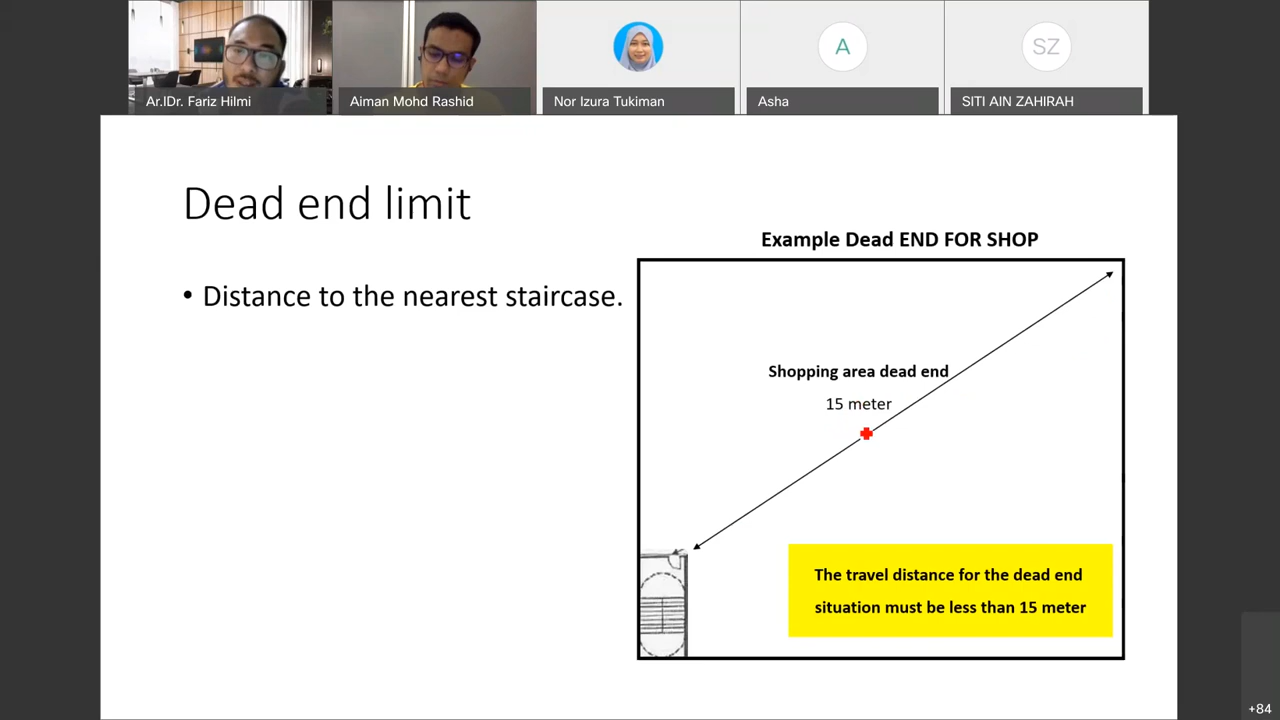 Ar.IDr. Fariz Hilmi
Aiman Mohd Rashid
Nor Izura Tukiman
A
Asha
SZ
SITI AIN ZAHIRAH
Dead end limit
• Distance to the nearest staircase.
Example Dead END FOR SHOP
Shopping area dead end
15 meter
The travel distance for the dead end
situation must be less than 15 meter
+84